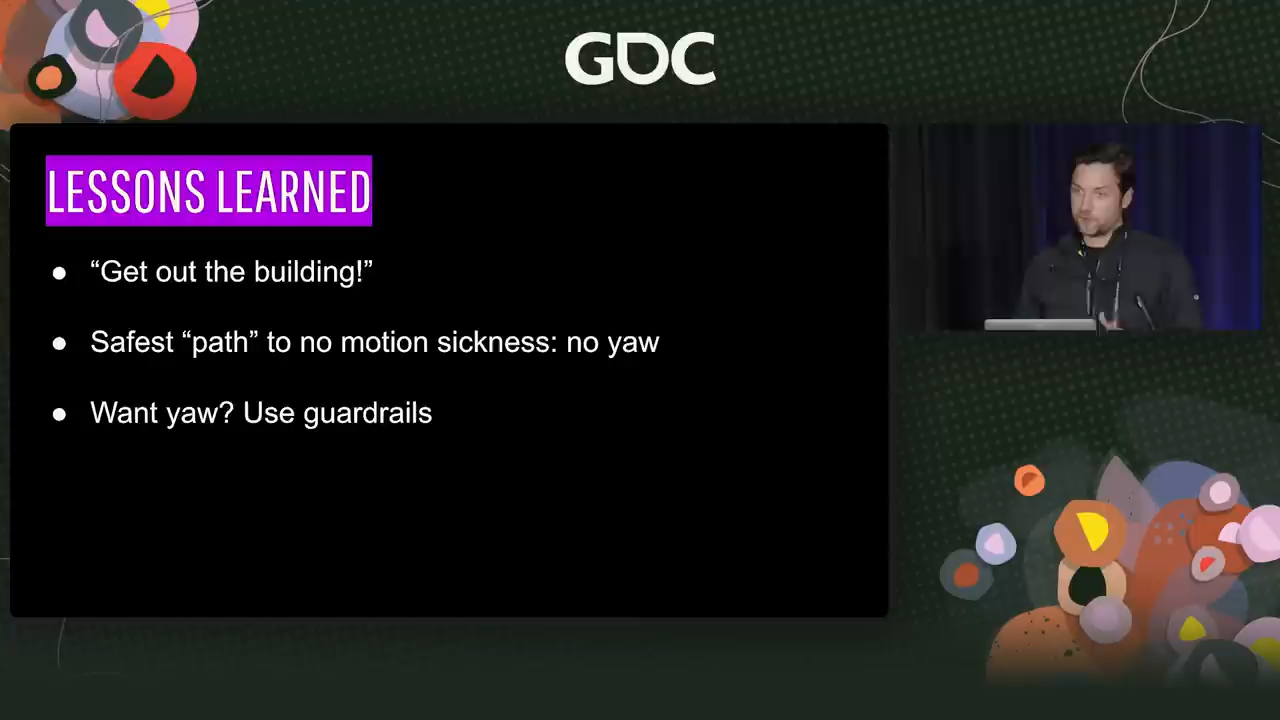 GDC
LESSONS LEARNED
● “Get out the building!”
● Safest “path” to no motion sickness: no yaw
● Want yaw? Use guardrails